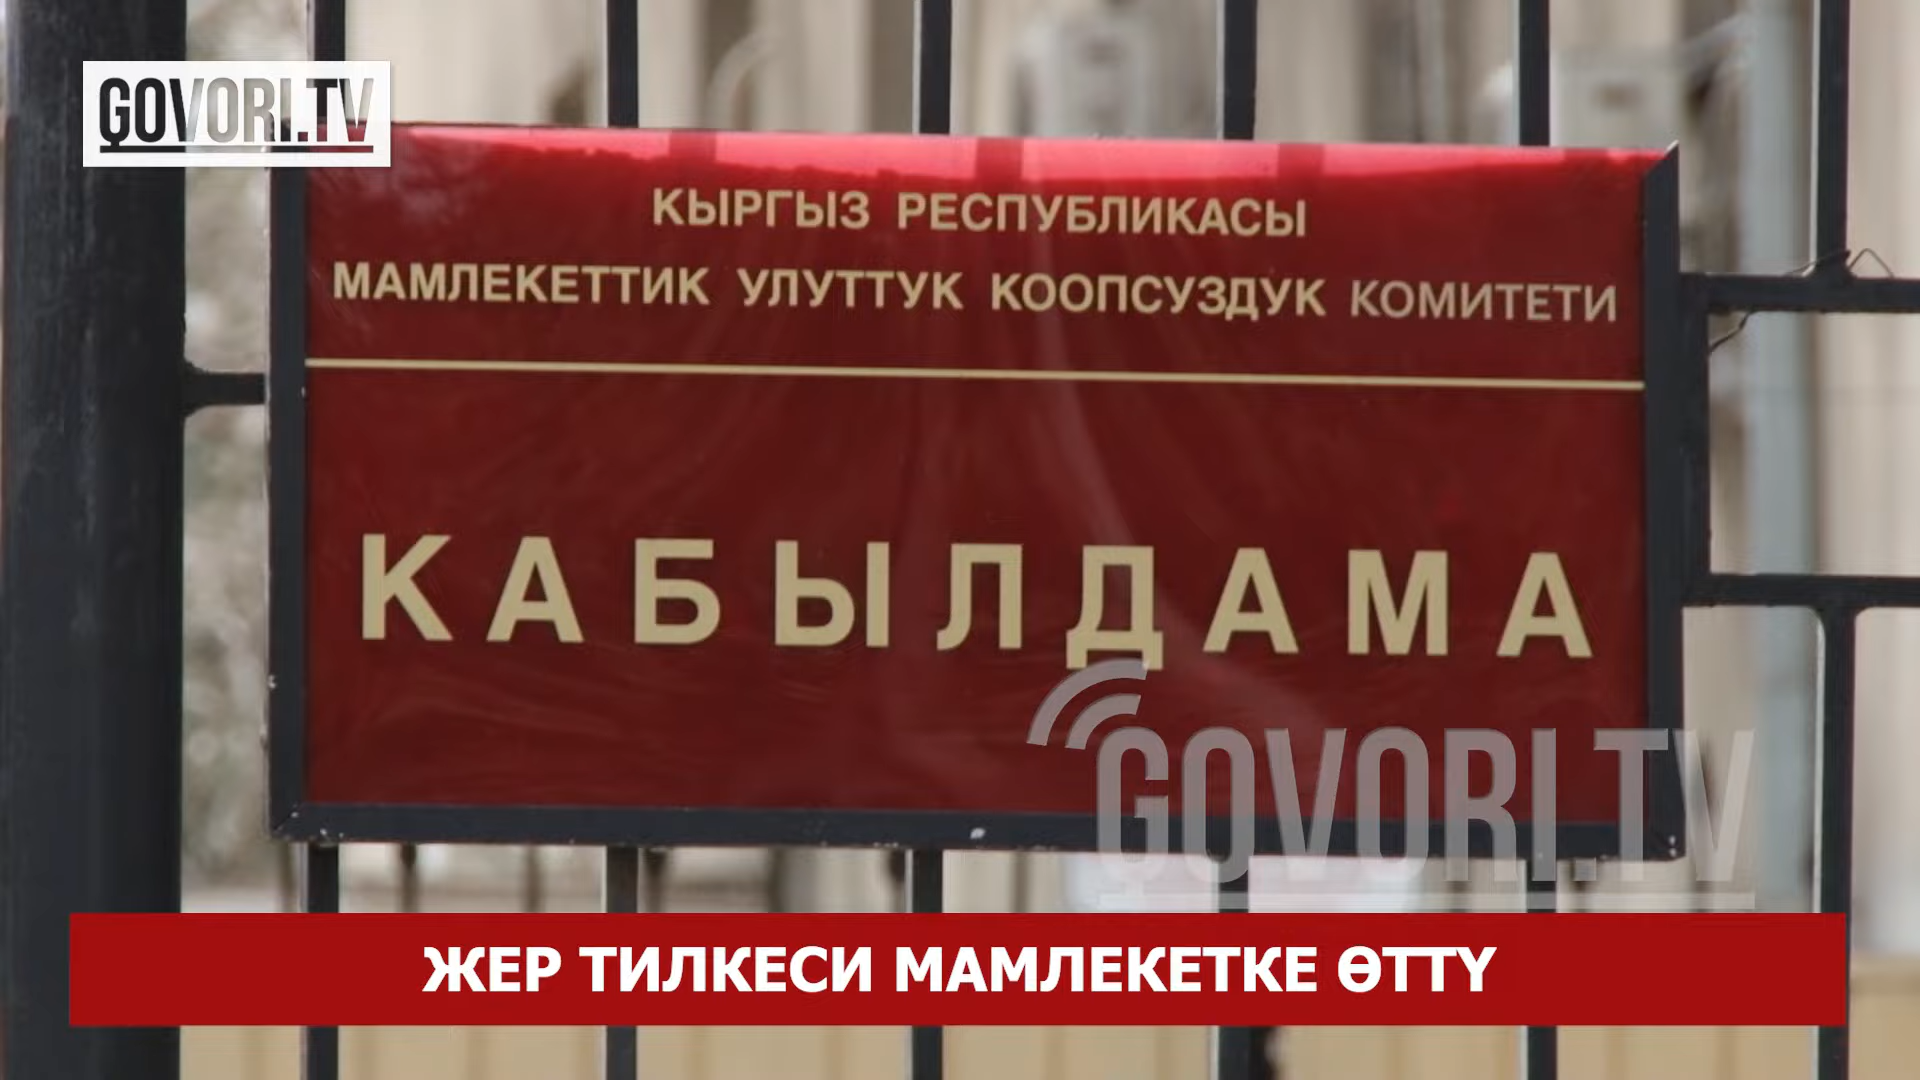 GOVORI.TV
КЫРГЫЗ РЕСПУБЛИКАСЫ
МАМЛЕКЕТТИК УЛУТТУК КООПСУЗДУК КОМИТЕТИ
КАБЫЛДАМА
GOVORI.TV
ЖЕР ТИЛКЕСИ МАМЛЕКЕТКЕ ӨТТҮ